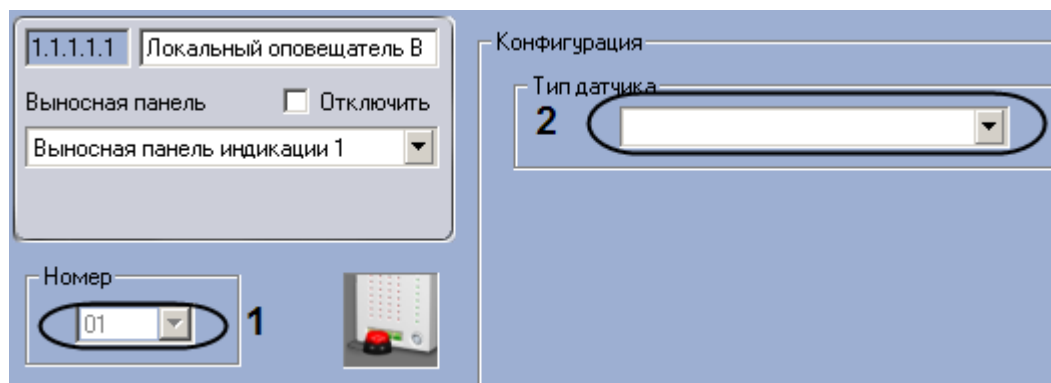 1.1.1.1.1 Локальный оповещатель В
Выносная панель Отключить
Выносная панель индикации 1
Номер
01 1
Конфигурация
Тип датчика
2